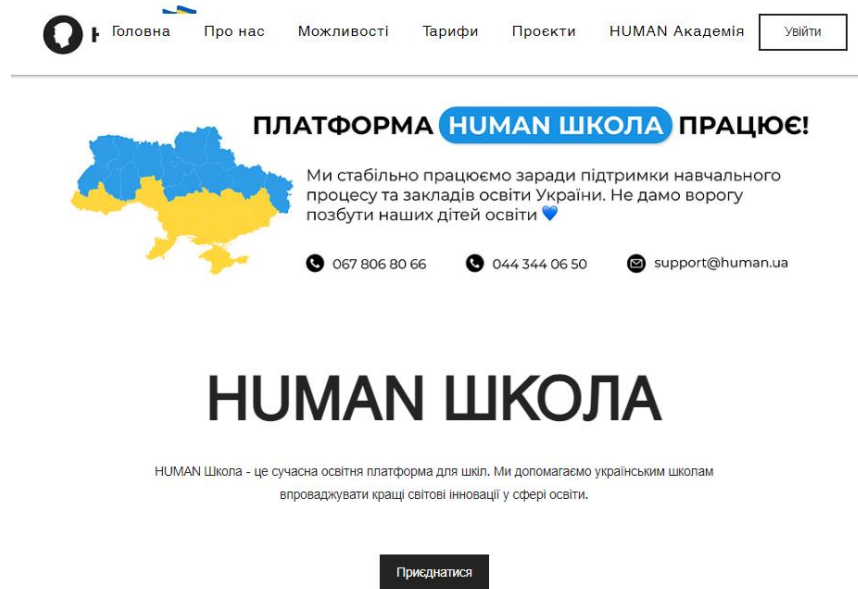 Головна Про нас Можливості Тарифи Проєкти HUMAN Академія Увійти
ПЛАТФОРМА HUMAN ШКОЛА ПРАЦЮЄ!
Ми стабільно працюємо заради підтримки навчального
процесу та закладів освіти України. Не дамо ворогу
позбути наших дітей освіти 💙
067 806 80 66 044 344 06 50 support@human.ua
HUMAN ШКОЛА
HUMAN Школа - це сучасна освітня платформа для шкіл. Ми допомагаємо українським школам
впроваджувати кращі світові інновації у сфері освіти.
Приєднатися